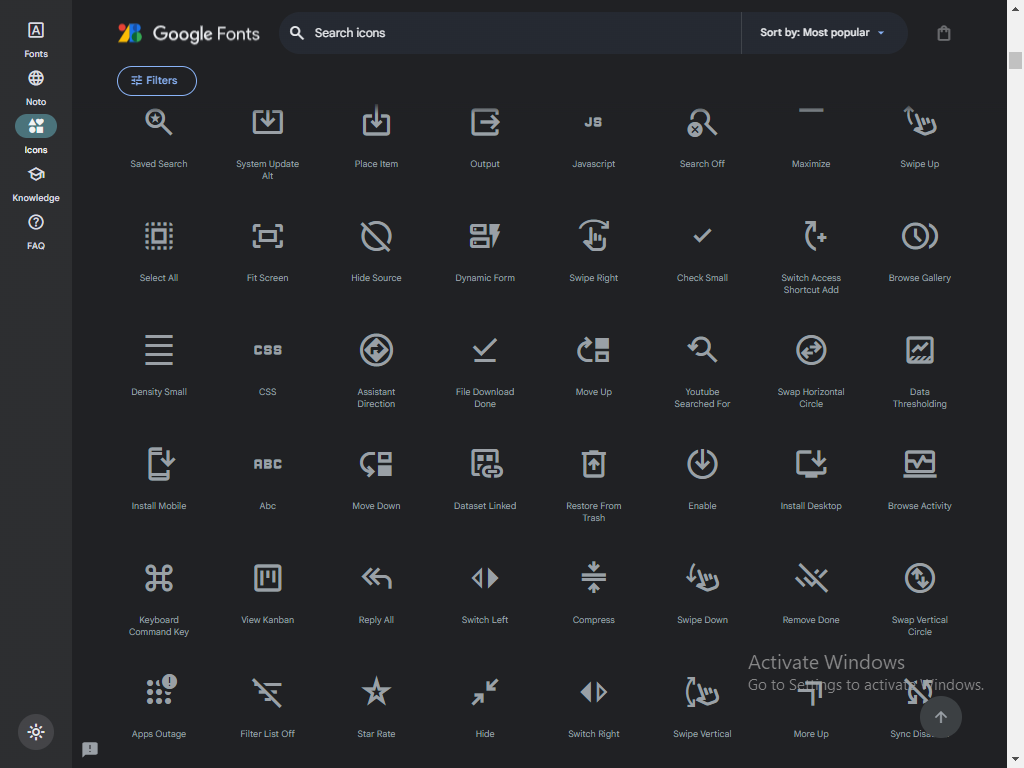 Google Fonts
Search icons
Sort by: Most popular
Fonts
Noto
Icons
Knowledge
FAQ
Filters
Saved Search
System Update
Alt
Place Item
Output
JS
Javascript
Search Off
Maximize
Swipe Up
Select All
Fit Screen
Hide Source
Dynamic Form
Swipe Right
Check Small
Switch Access
Shortcut Add
Browse Gallery
Density Small
CSS
CSS
Assistant
Direction
File Download
Done
Move Up
Youtube
Searched For
Swap Horizontal
Circle
Data
Thresholding
Install Mobile
ABC
Abc
Move Down
Dataset Linked
Restore From
Trash
Enable
Install Desktop
Browse Activity
Keyboard
Command Key
View Kanban
Reply All
Switch Left
Compress
Swipe Down
Remove Done
Swap Vertical
Circle
Apps Outage
Filter List Off
Star Rate
Hide
Switch Right
Swipe Vertical
More Up
Sync
Activate Windows
Go to Settings to activate Windows.